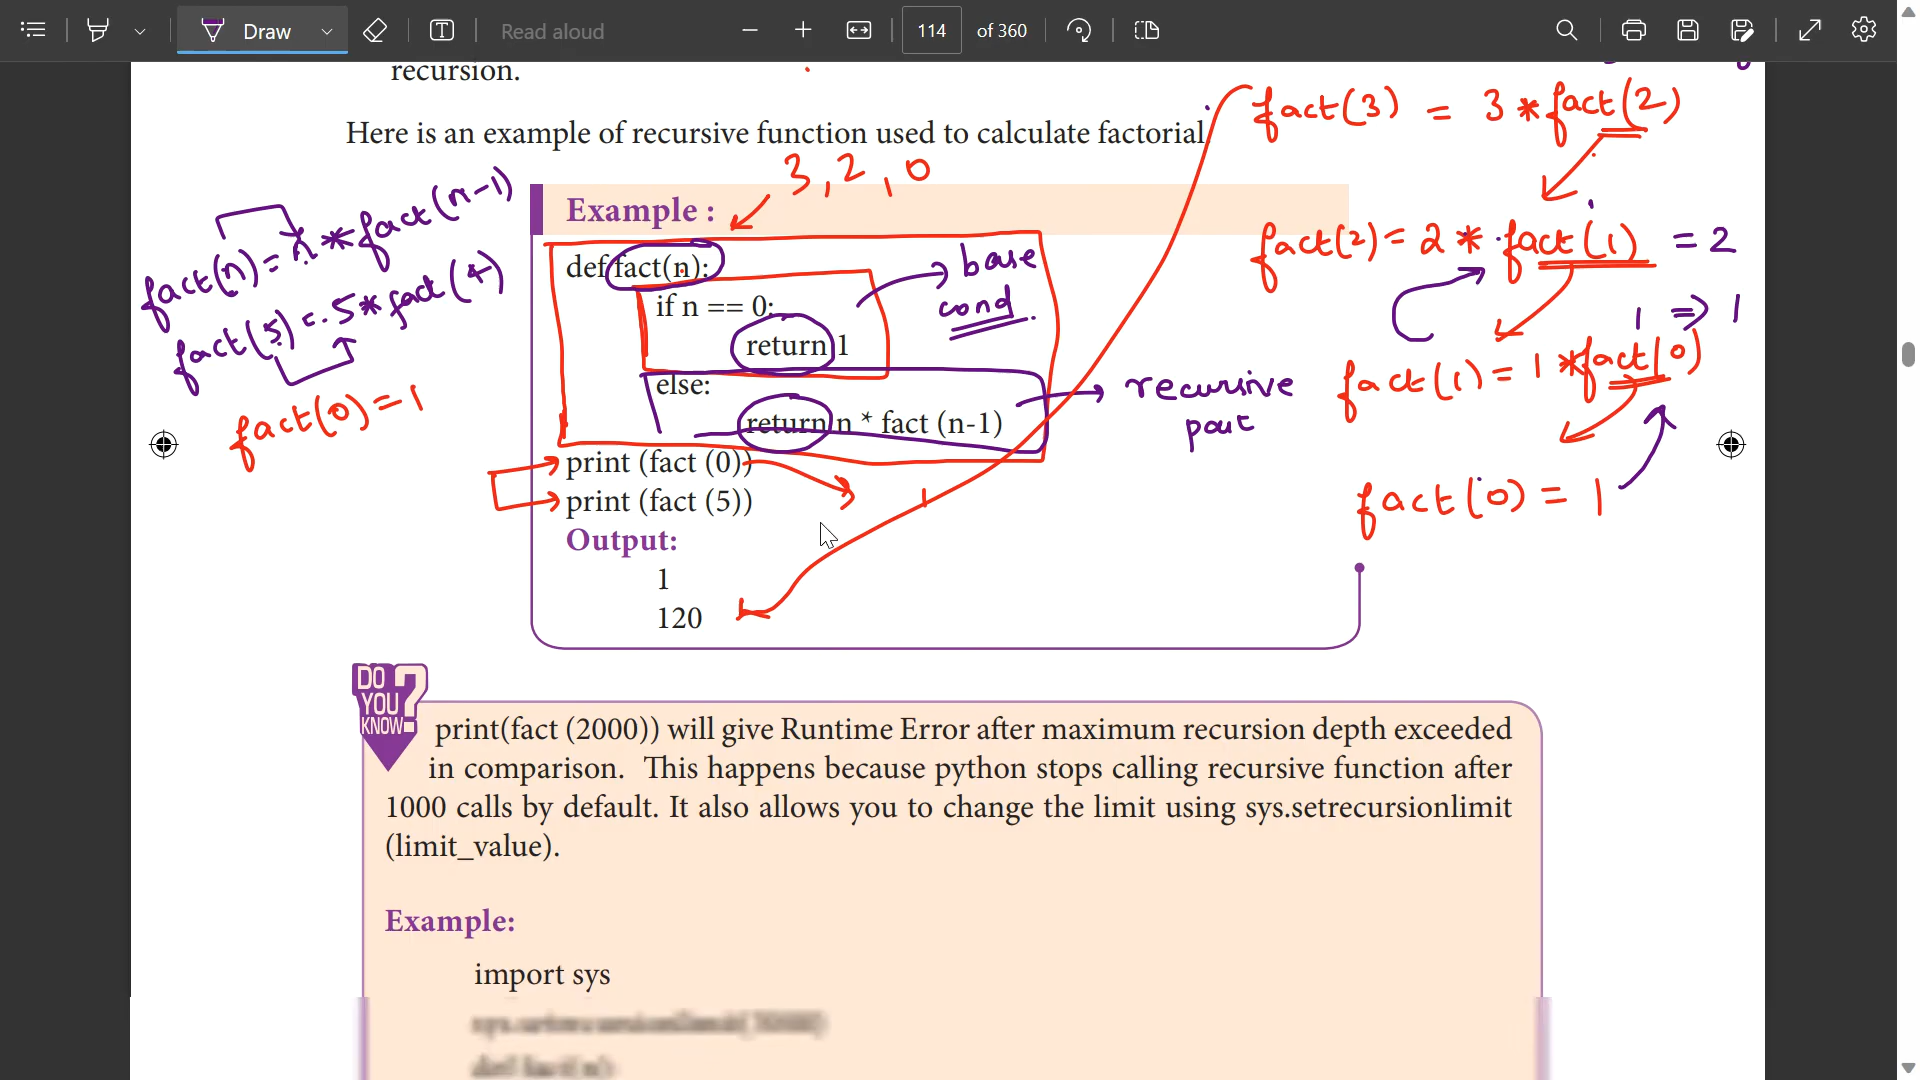 Draw
Read aloud
114 of 360
recursion.
Here is an example of recursive function used to calculate factorial.
fact(3) = 3 * fact(2)
3, 2, 1, 0
fact(n) = n * fact(n-1)
Example :
fact(2) = 2 * fact(1) = 2
def fact(n):
base
cond
fact(5) = 5 * fact(4)
if n == 0:
1 => 1
return 1
fact(1) = 1 * fact(0)
else:
recursive
part
fact(0) = 1
return n * fact (n-1)
print (fact (0))
1
fact(0) = 1
print (fact (5))
Output:
1
120
DO
YOU
KNOW
?
print(fact (2000)) will give Runtime Error after maximum recursion depth exceeded
in comparison. This happens because python stops calling recursive function after
1000 calls by default. It also allows you to change the limit using sys.setrecursionlimit
(limit_value).
Example:
import sys